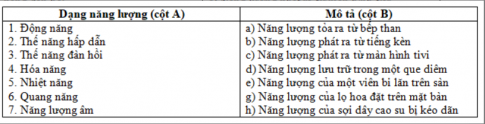 Dạng năng lượng (cột A) Mô tả (cột B)
1. Động năng a) Năng lượng tỏa ra từ bếp than
2. Thế năng hấp dẫn b) Năng lượng phát ra từ tiếng kèn
3. Thế năng đàn hồi c) Năng lượng phát ra từ màn hình tivi
4. Hóa năng d) Năng lượng lưu trữ trong một que diêm
5. Nhiệt năng e) Năng lượng của một viên bi lăn trên sàn
6. Quang năng g) Năng lượng của lọ hoa đặt trên mặt bàn
7. Năng lượng âm h) Năng lượng của sợi dây cao su bị kéo dãn